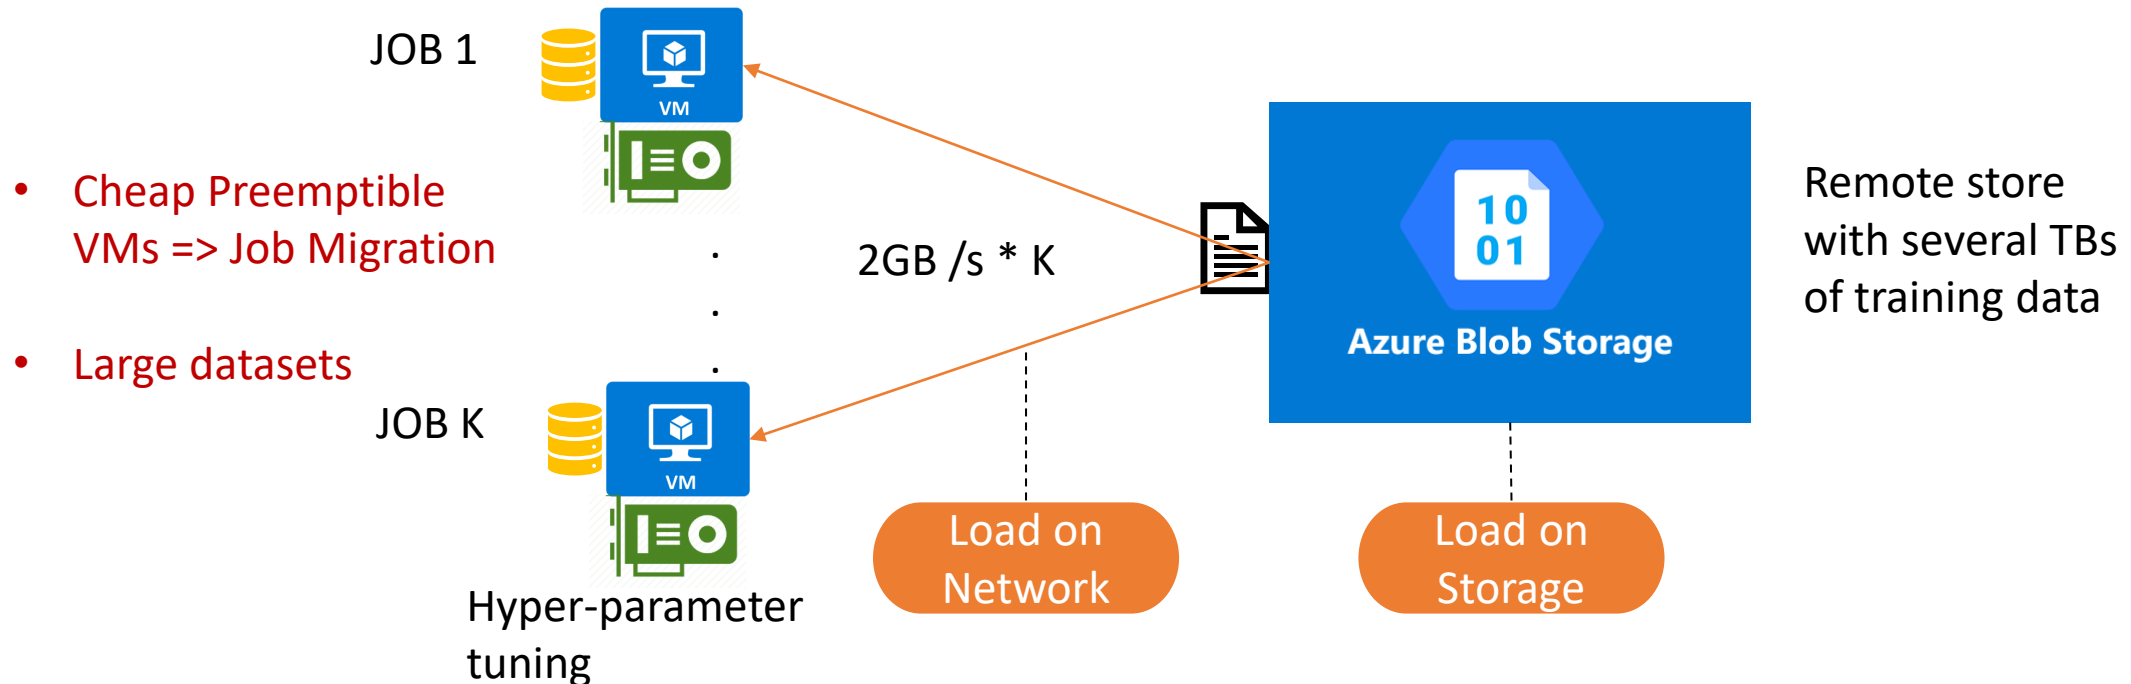 JOB 1
VM
• Cheap Preemptible
VMs => Job Migration
• Large datasets
.
.
.
2GB /s * K
10
01
Azure Blob Storage
Remote store
with several TBs
of training data
JOB K
VM
Hyper-parameter
tuning
Load on
Network
Load on
Storage